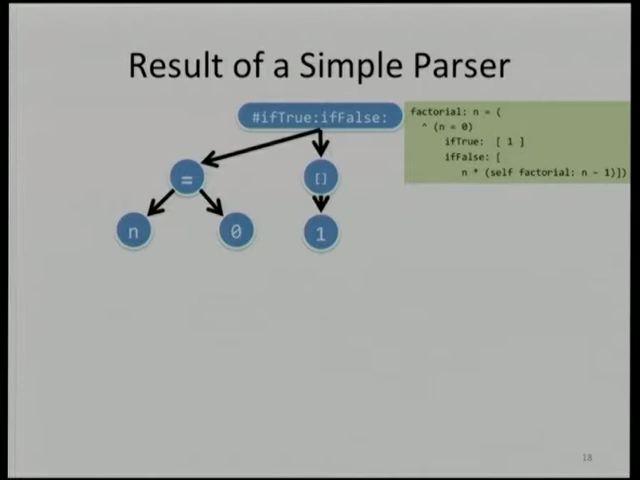 Result of a Simple Parser
#ifTrue:ifFalse:
factorial: n = (
^ (n = 0)
ifTrue: [ 1 ]
ifFalse: [
n * (self factorial: n - 1)])
=
[]
n
0
1
18